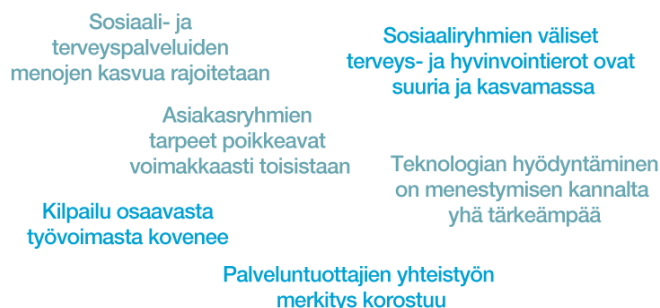 Sosiaali- ja
terveyspalveluiden
menojen kasvua rajoitetaan
Sosiaaliryhmien väliset
terveys- ja hyvinvointierot ovat
suuria ja kasvamassa
Asiakasryhmien
tarpeet poikkeavat
voimakkaasti toisistaan
Teknologian hyödyntäminen
on menestymisen kannalta
yhä tärkeämpää
Kilpailu osaavasta
työvoimasta kovenee
Palveluntuottajien yhteistyön
merkitys korostuu